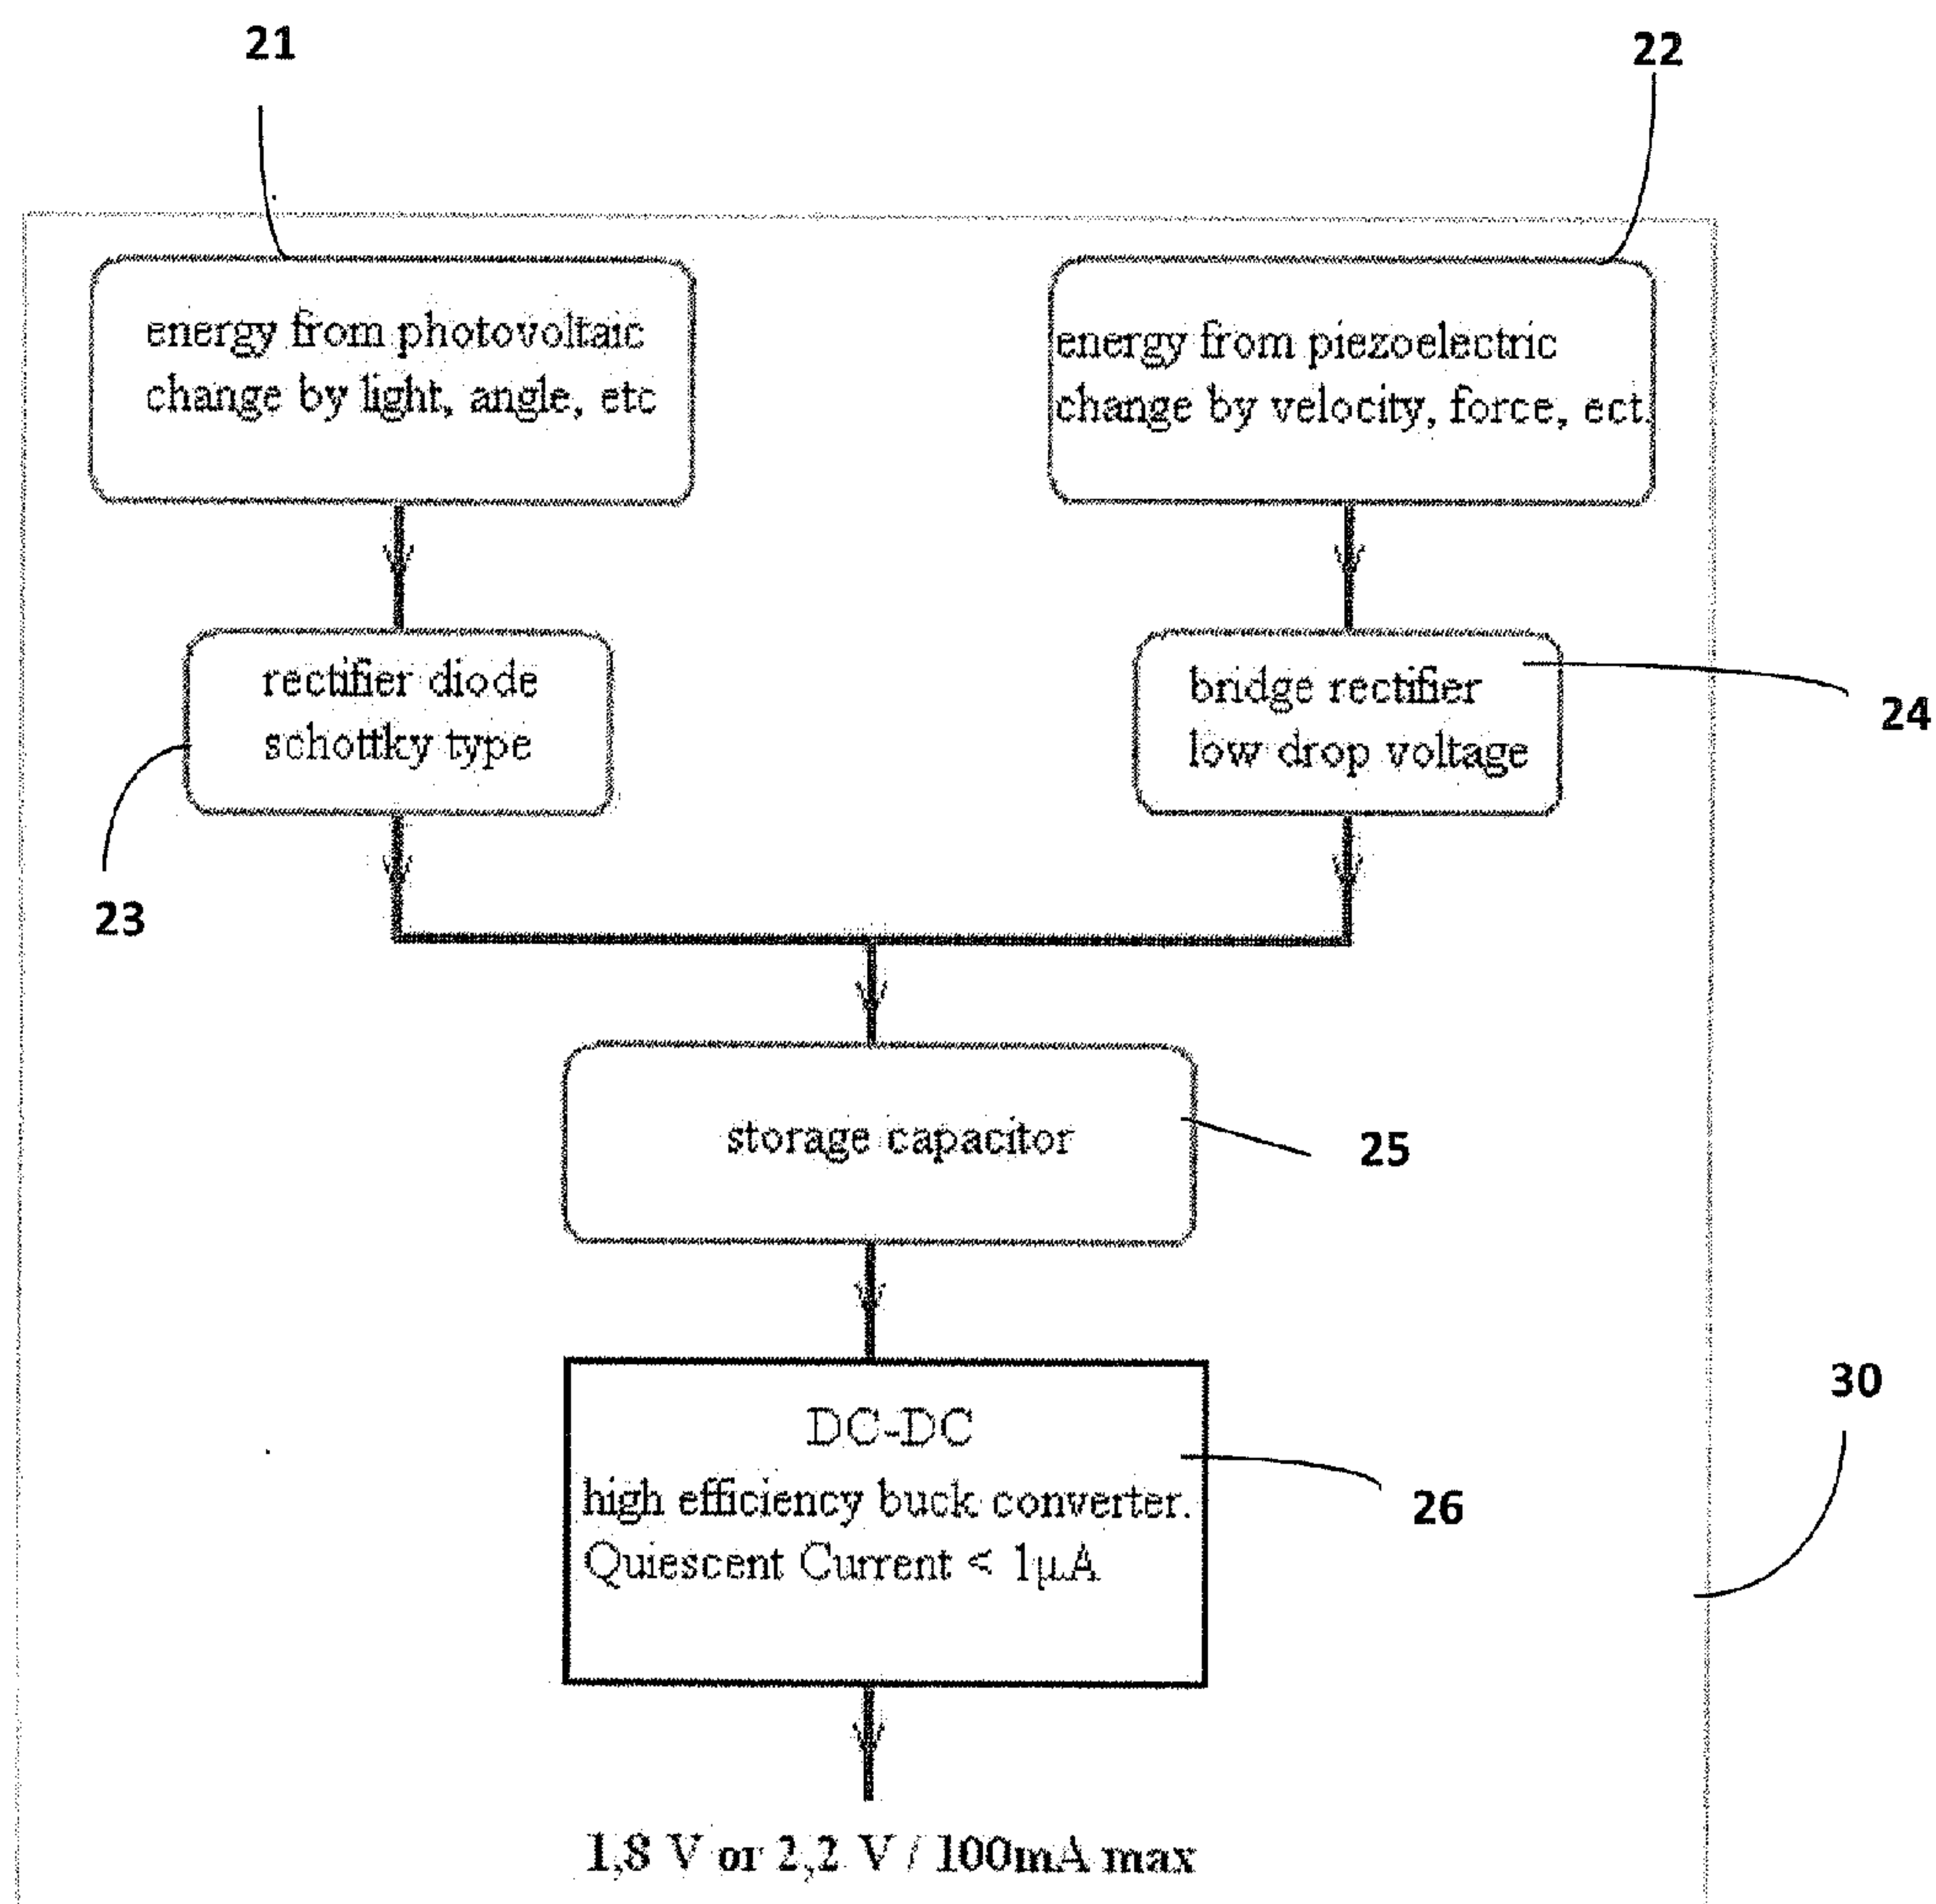 21
22
energy from photovoltaic
change by light, angle, etc
energy from piezoelectric
change by velocity, force, ect.
rectifier diode
schottky type
bridge rectifier
low drop voltage
24
23
storage capacitor
25
30
DC-DC
high efficiency buck converter.
Quiescent Current < 1µA
26
1,8 V or 2,2 V / 100mA max